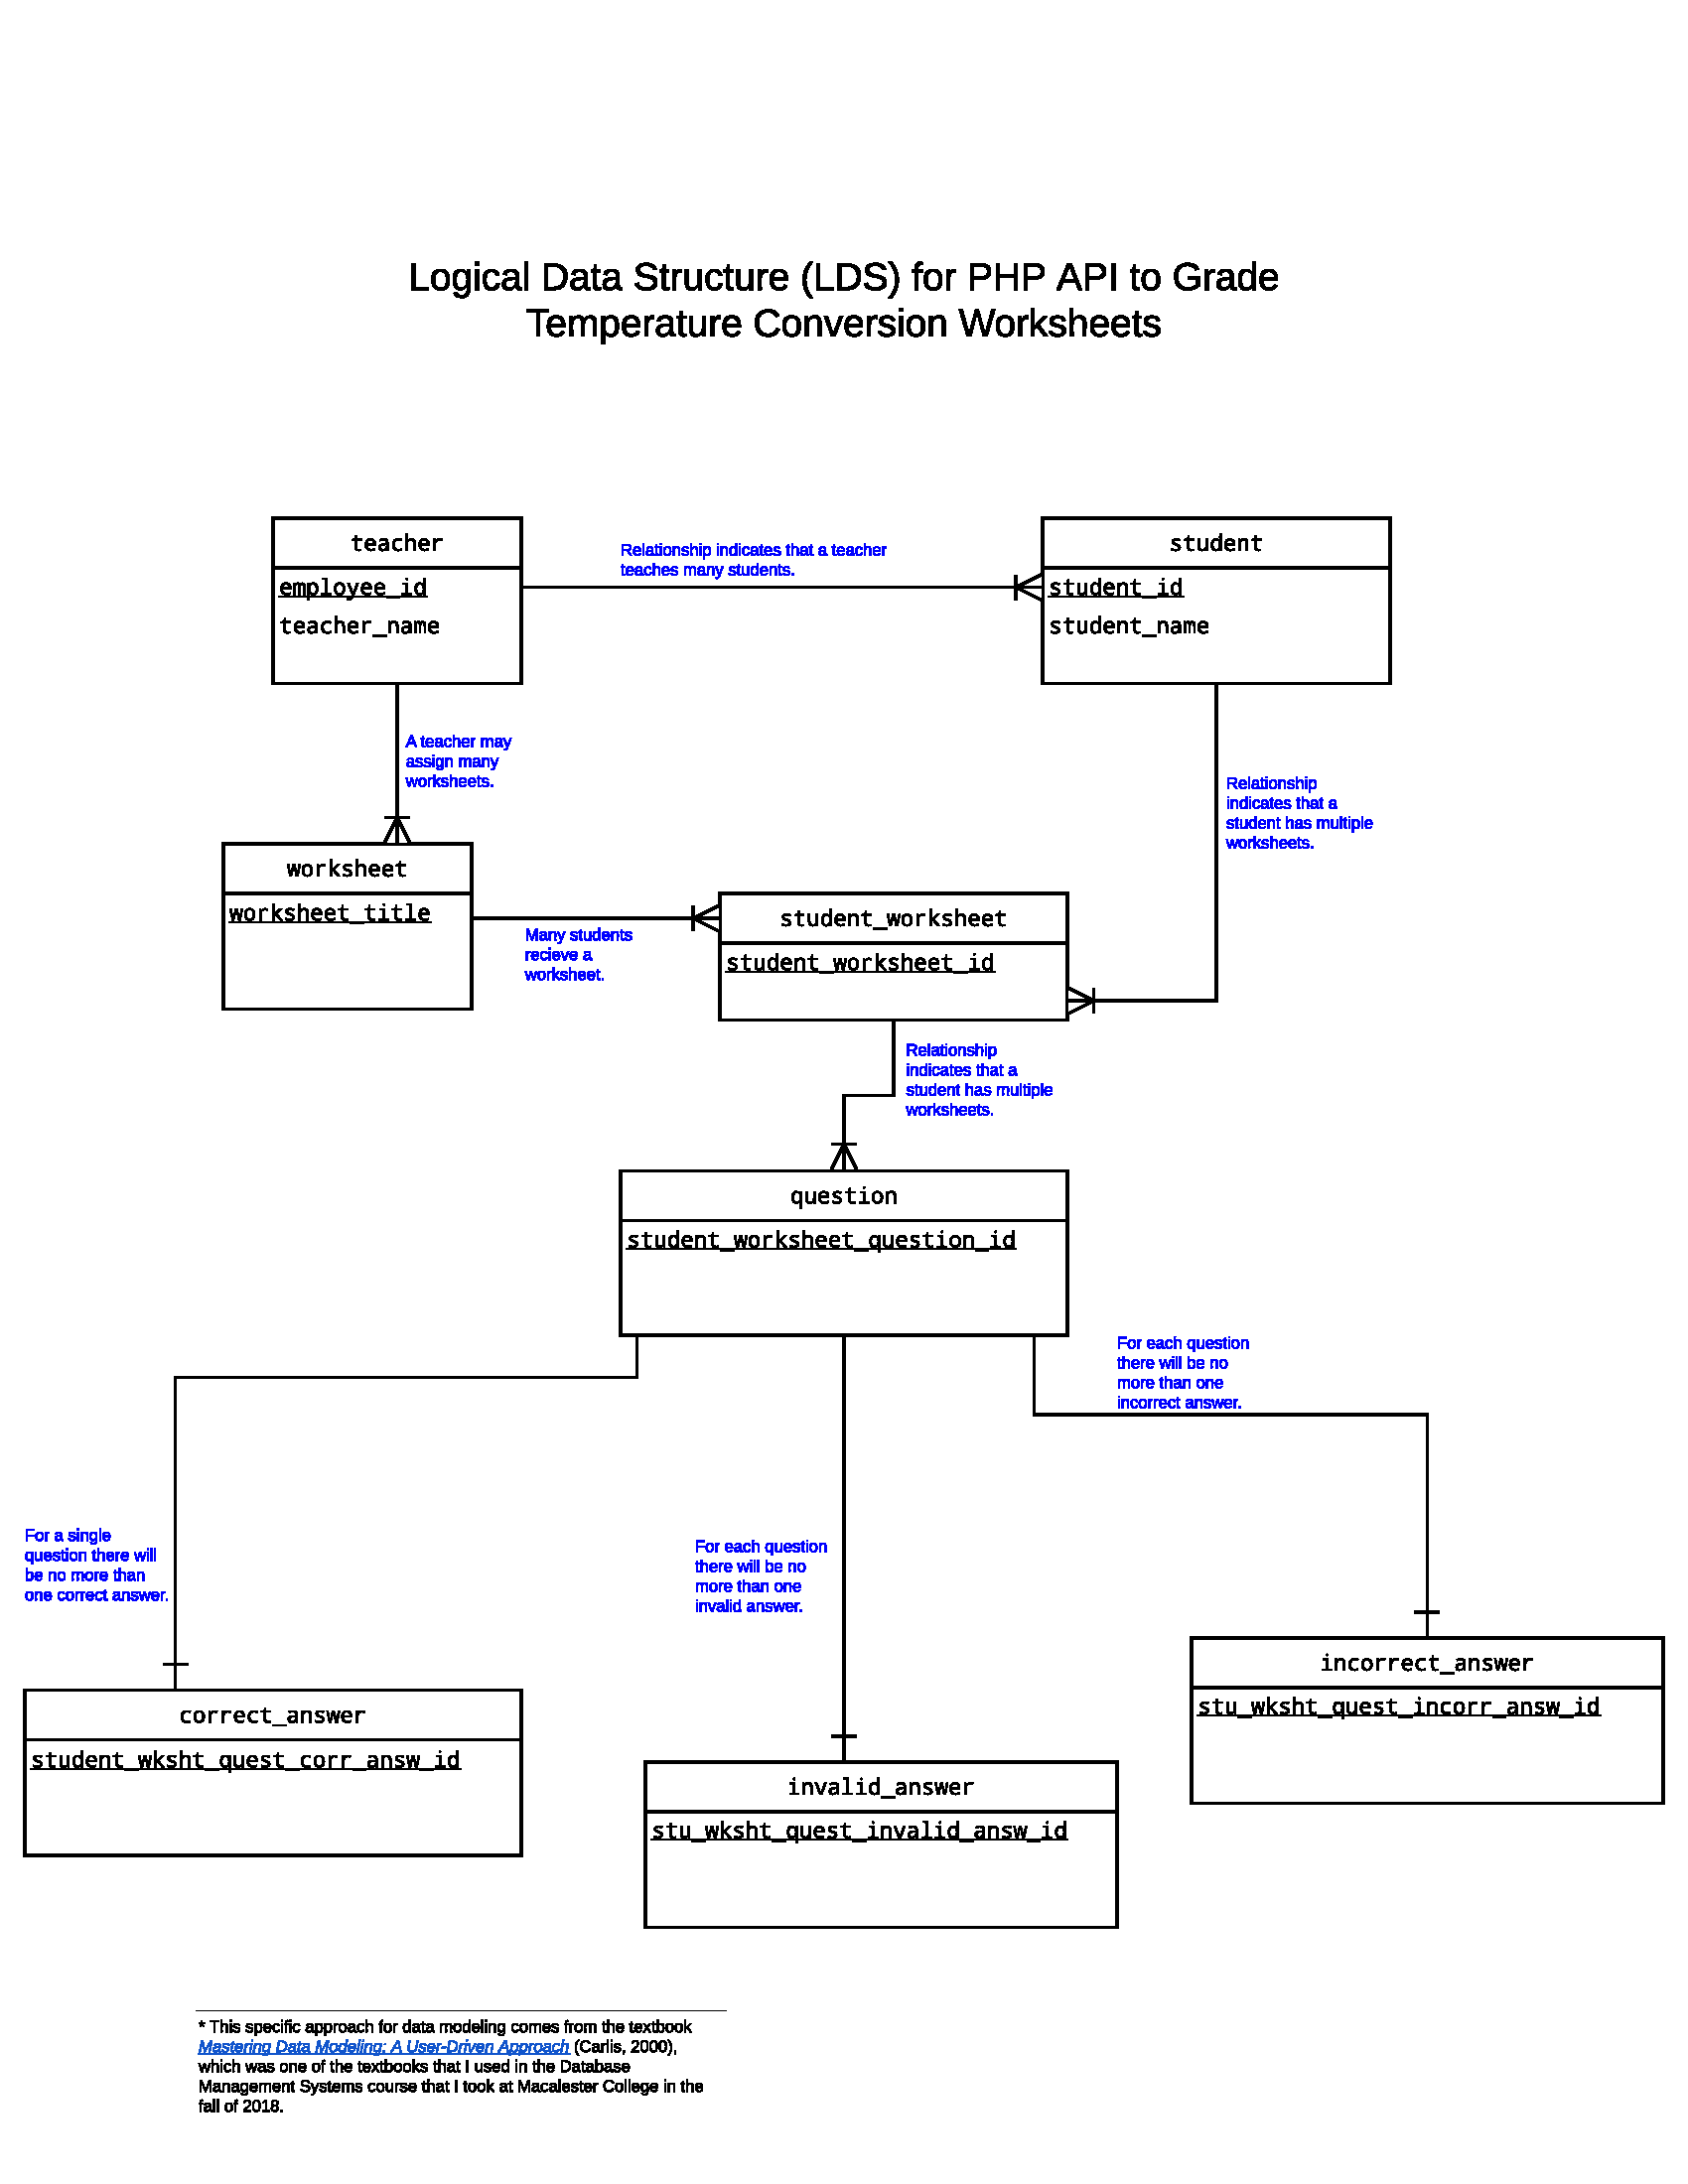 Logical Data Structure (LDS) for PHP API to Grade
Temperature Conversion Worksheets
teacher
employee_id
teacher_name
Relationship indicates that a teacher
teaches many students.
student
student_id
student_name
A teacher may
assign many
worksheets.
Relationship
indicates that a
student has multiple
worksheets.
worksheet
worksheet_title
Many students
recieve a
worksheet.
student_worksheet
student_worksheet_id
Relationship
indicates that a
student has multiple
worksheets.
question
student_worksheet_question_id
For each question
there will be no
more than one
incorrect answer.
For a single
question there will
be no more than
one correct answer.
For each question
there will be no
more than one
invalid answer.
correct_answer
student_wksht_quest_corr_answ_id
invalid_answer
stu_wksht_quest_invalid_answ_id
incorrect_answer
stu_wksht_quest_incorr_answ_id
* This specific approach for data modeling comes from the textbook
Mastering Data Modeling: A User-Driven Approach (Carlis, 2000),
which was one of the textbooks that I used in the Database
Management Systems course that I took at Macalester College in the
fall of 2018.